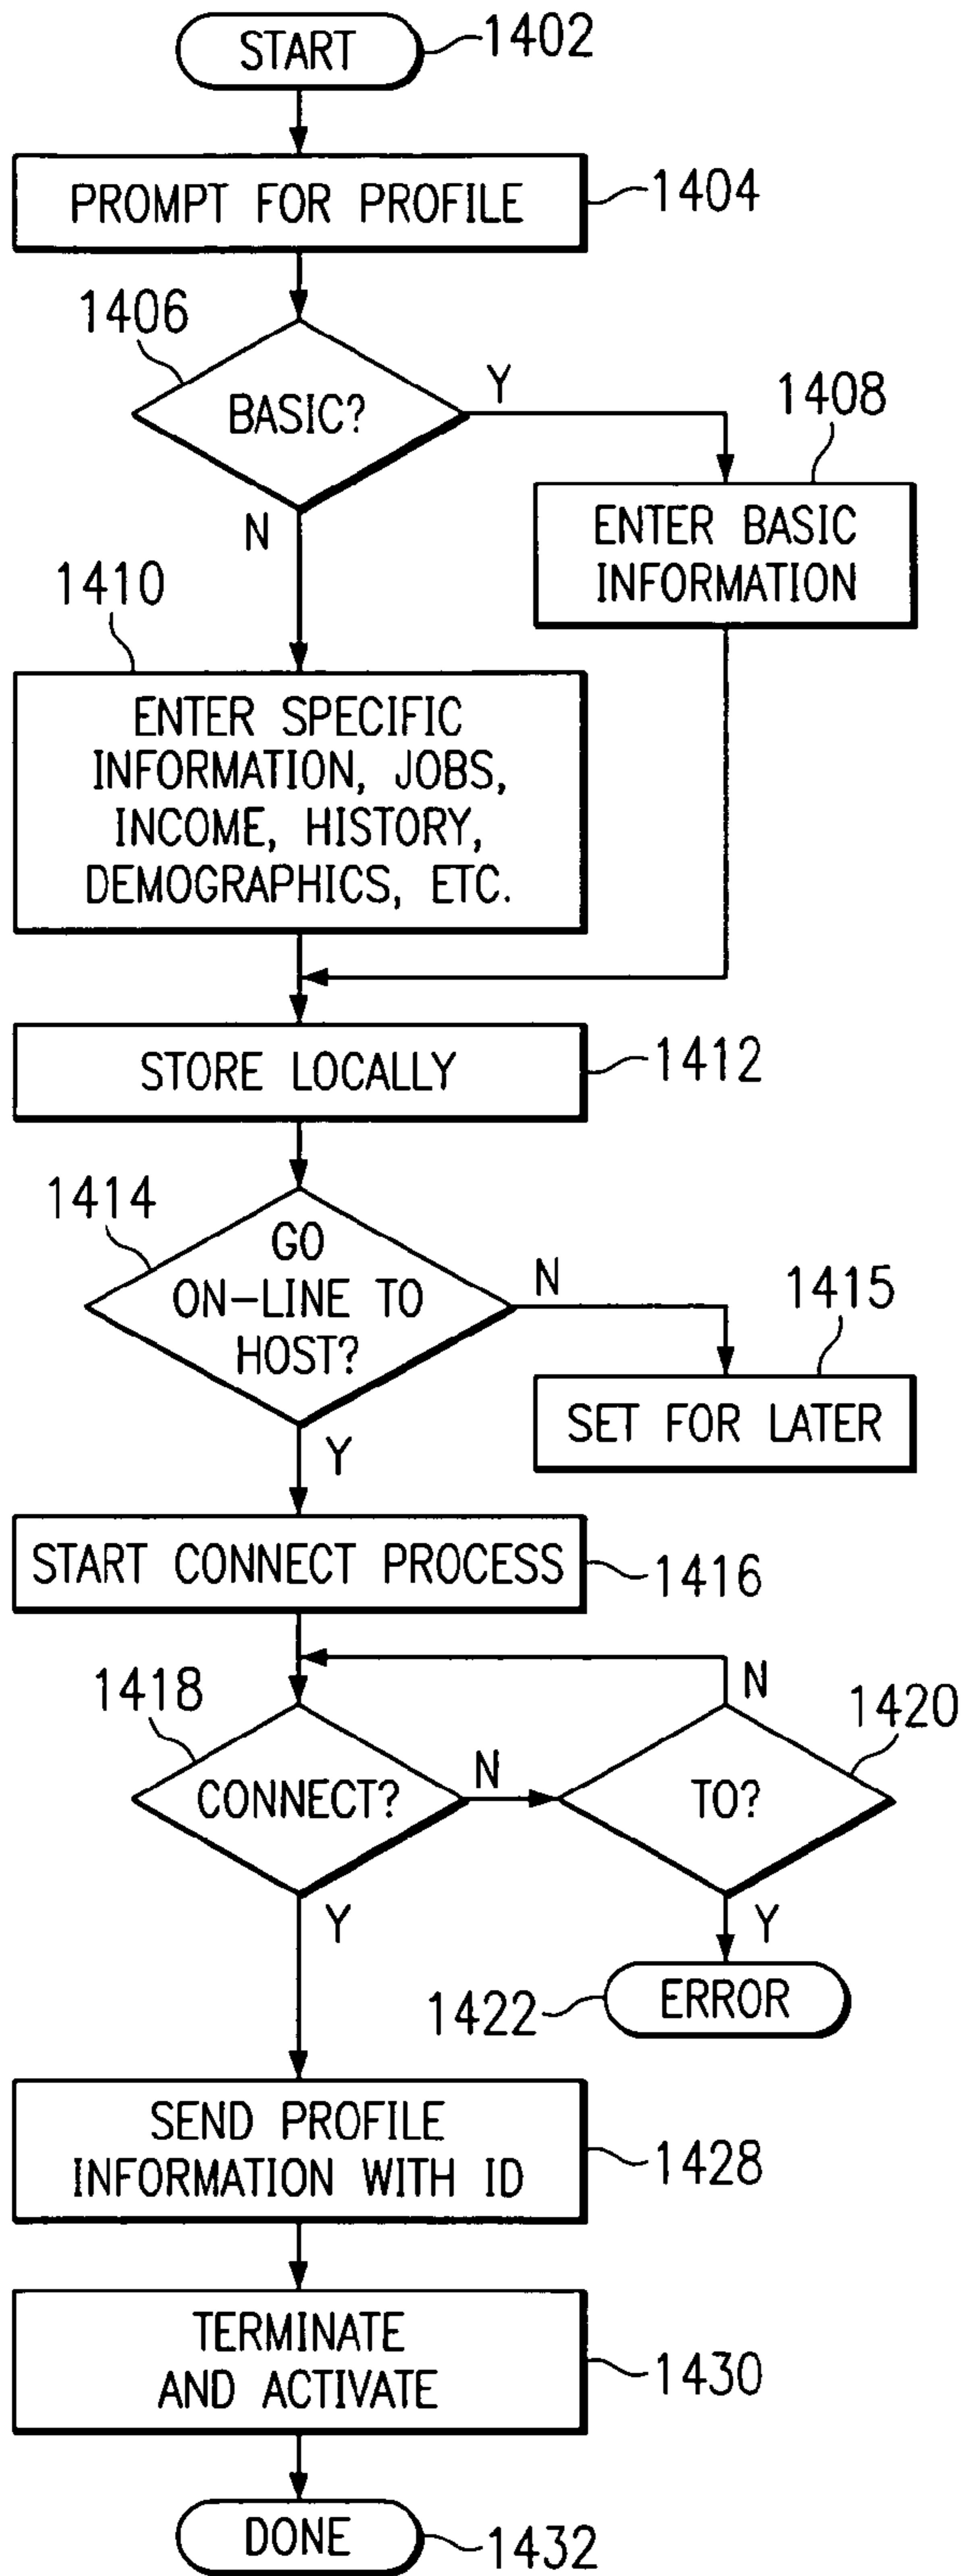 START
1402
PROMPT FOR PROFILE
1404
1406
BASIC?
Y
N
1408
ENTER BASIC
INFORMATION
1410
ENTER SPECIFIC
INFORMATION, JOBS,
INCOME, HISTORY,
DEMOGRAPHICS, ETC.
STORE LOCALLY
1412
1414
GO
ON-LINE TO
HOST?
N
Y
1415
SET FOR LATER
START CONNECT PROCESS
1416
1418
CONNECT?
N
Y
1420
TO?
N
Y
1422
ERROR
SEND PROFILE
INFORMATION WITH ID
1428
TERMINATE
AND ACTIVATE
1430
DONE
1432